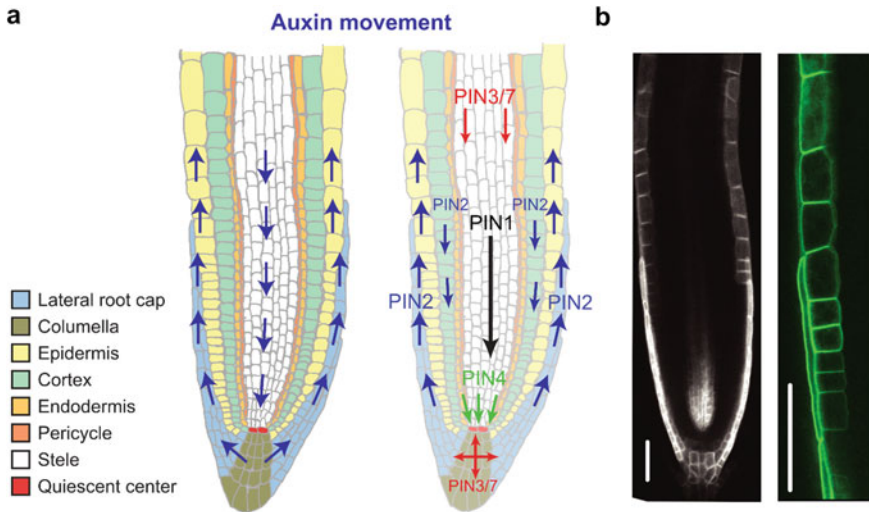 a
Auxin movement
b
PIN3/7
PIN2
PIN2
PIN1
PIN2
PIN2
PIN4
PIN3/7
Lateral root cap
Columella
Epidermis
Cortex
Endodermis
Pericycle
Stele
Quiescent center